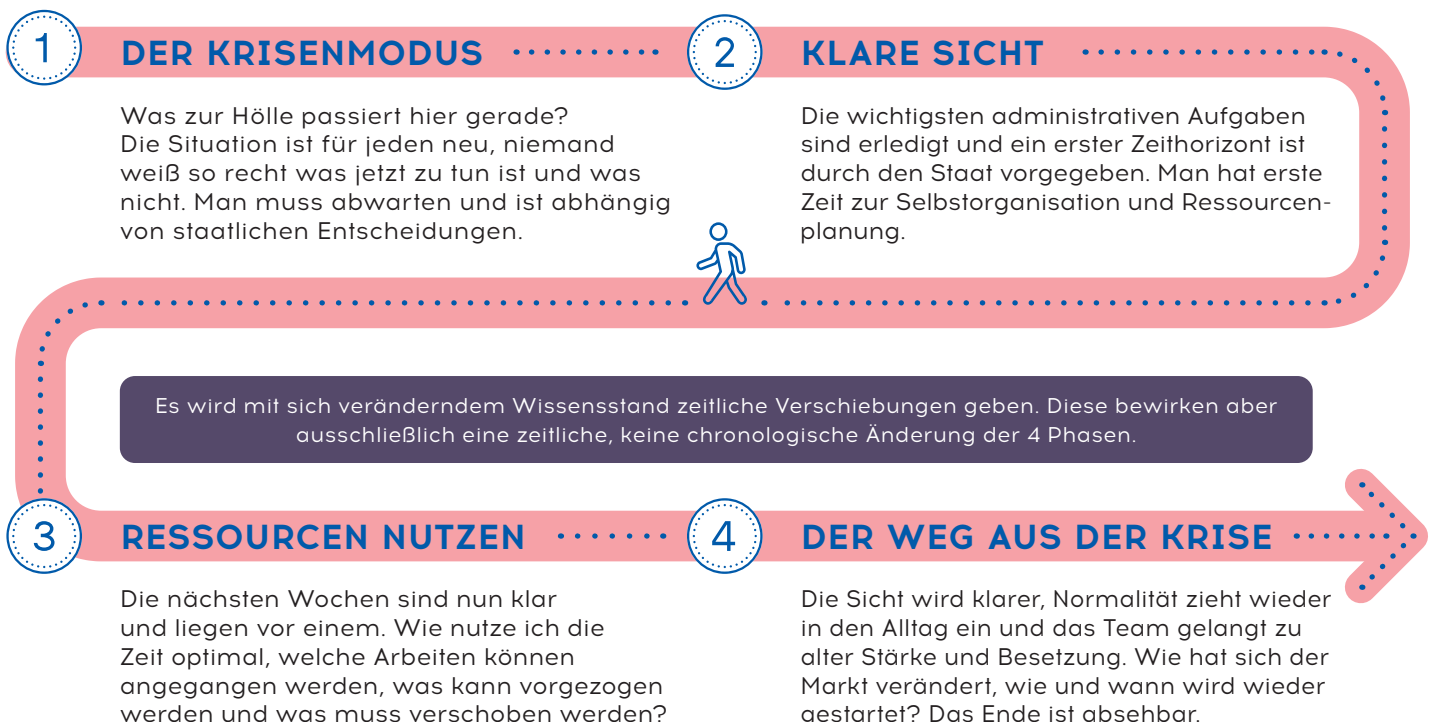 1
DER KRISENMODUS
Was zur Hölle passiert hier gerade?
Die Situation ist für jeden neu, niemand
weiß so recht was jetzt zu tun ist und was
nicht. Man muss abwarten und ist abhängig
von staatlichen Entscheidungen.
2
KLARE SICHT
Die wichtigsten administrativen Aufgaben
sind erledigt und ein erster Zeithorizont ist
durch den Staat vorgegeben. Man hat erste
Zeit zur Selbstorganisation und Ressourcen-
planung.
Es wird mit sich veränderndem Wissensstand zeitliche Verschiebungen geben. Diese bewirken aber
ausschließlich eine zeitliche, keine chronologische Änderung der 4 Phasen.
3
RESSOURCEN NUTZEN
Die nächsten Wochen sind nun klar
und liegen vor einem. Wie nutze ich die
Zeit optimal, welche Arbeiten können
angegangen werden, was kann vorgezogen
werden und was muss verschoben werden?
4
DER WEG AUS DER KRISE
Die Sicht wird klarer, Normalität zieht wieder
in den Alltag ein und das Team gelangt zu
alter Stärke und Besetzung. Wie hat sich der
Markt verändert, wie und wann wird wieder
gestartet? Das Ende ist absehbar.